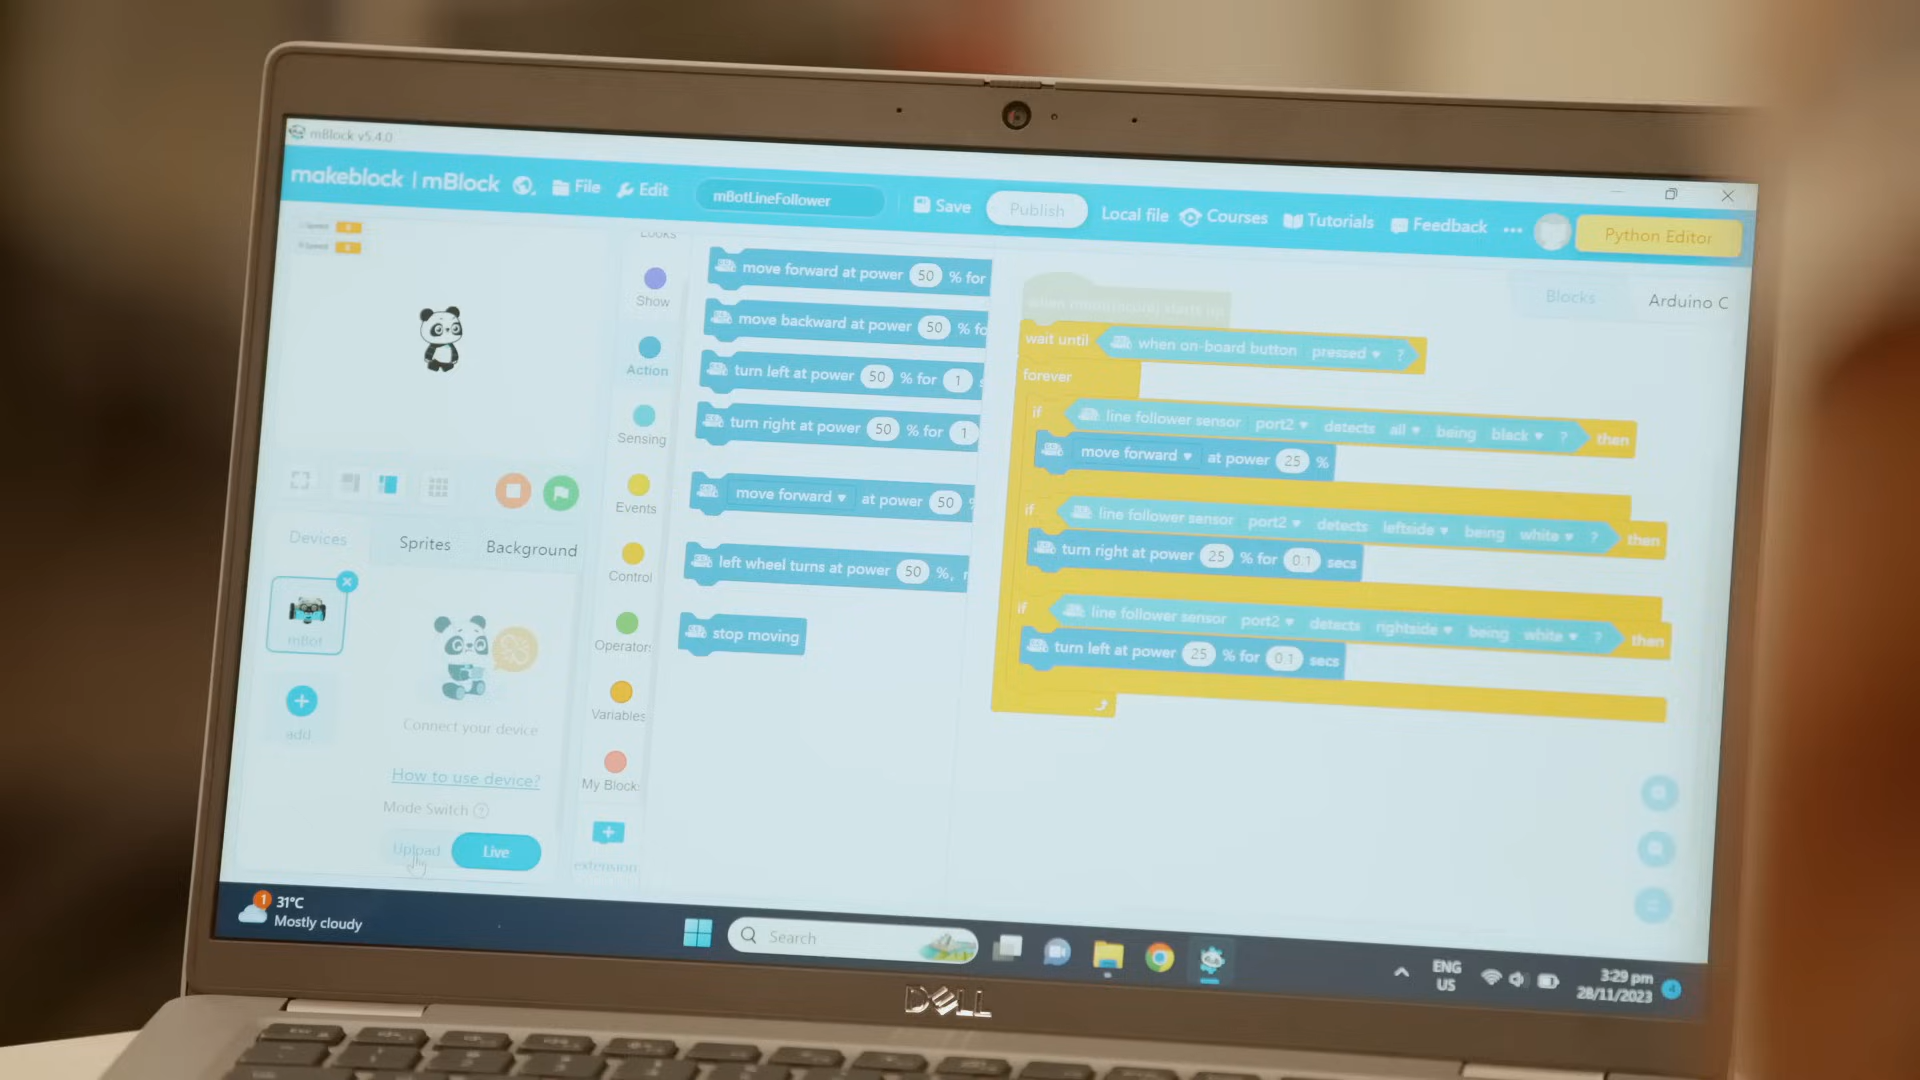 mBlock v5.4.0
makeblock | mBlock File Edit mBotLineFollower Save Publish Local file Courses Tutorials Feedback ... Python Editor
Blocks Arduino C
Show
Action
Sensing
Events
Control
Operators
Variables
My Block
extension
move forward at power 50 % for
move backward at power 50 % fo
turn left at power 50 % for 1 s
turn right at power 50 % for 1
move forward at power 50 %
left wheel turns at power 50 %, r
stop moving
starts up
wait until when on-board button pressed ?
forever
if line follower sensor port2 detects all being black ? then
move forward at power 25 %
if line follower sensor port2 detects leftside being white ? then
turn right at power 25 % for 0.1 secs
if line follower sensor port2 detects rightside being white ? then
turn left at power 25 % for 0.1 secs
Devices Sprites Background
mBot
add
Connect your device
How to use device?
Mode Switch ?
Upload Live
1 31°C
Mostly cloudy
Search
ENG
US
3:29 pm
28/11/2023
4
DELL